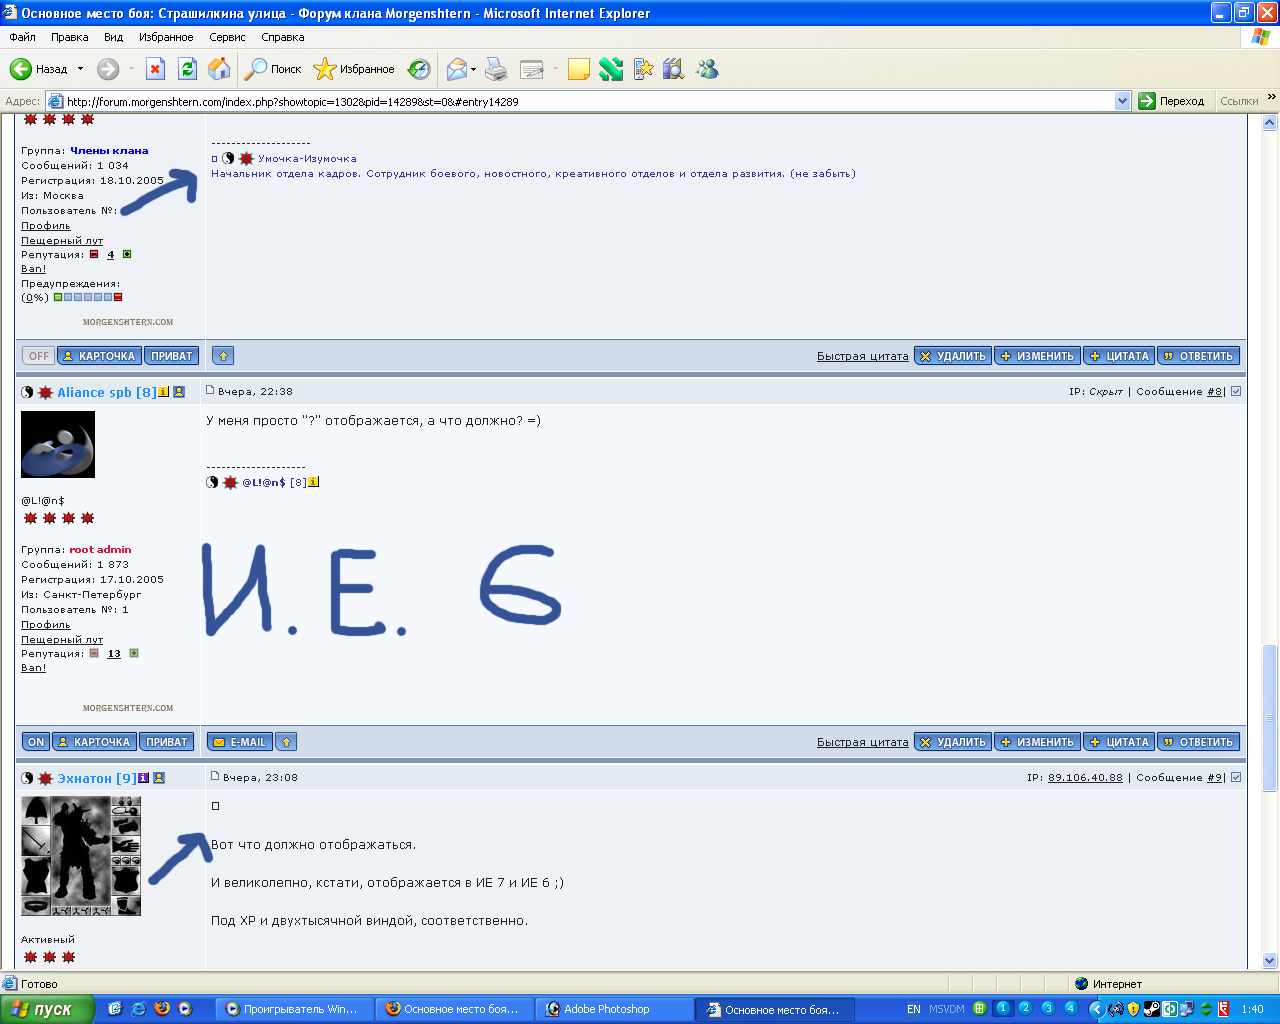 Основное место боя: Страшилкина улица - Форум клана Morgenshtern - Microsoft Internet Explorer
Файл Правка Вид Избранное Сервис Справка
Назад Поиск Избранное
Адрес: http://forum.morgenshtern.com/index.php?showtopic=1302&pid=14289&st=0&#entry14289 Переход Ссылки »
Группа: Члены клана
Сообщений: 1 034
Регистрация: 18.10.2005
Из: Москва
Пользователь №:
Профиль
Пещерный лут
Репутация: 4
Ban!
Предупреждения:
(0%)
MORGENSHTERN.COM
--------------------
Умочка-Изумочка
Начальник отдела кадров. Сотрудник боевого, новостного, креативного отделов и отдела развития. (не забыть)
OFF КАРТОЧКА ПРИВАТ Быстрая цитата УДАЛИТЬ ИЗМЕНИТЬ ЦИТАТА ОТВЕТИТЬ
Aliance spb [8] Вчера, 22:38 IP: Скрыт | Сообщение #8|
У меня просто "?" отображается, а что должно? =)
--------------------
@L!@n$ [8]
@L!@n$
Группа: root admin
Сообщений: 1 873
Регистрация: 17.10.2005
Из: Санкт-Петербург
Пользователь №: 1
Профиль
Пещерный лут
Репутация: 13
Ban!
MORGENSHTERN.COM
И. Е. 6
ON КАРТОЧКА ПРИВАТ E-MAIL Быстрая цитата УДАЛИТЬ ИЗМЕНИТЬ ЦИТАТА ОТВЕТИТЬ
Эхнатон [9] Вчера, 23:08 IP: 89.106.40.88 | Сообщение #9|
Вот что должно отображаться.
И великолепно, кстати, отображается в ИЕ 7 и ИЕ 6 ;)
Под ХР и двухтысячной виндой, соответственно.
Активный
Готово Интернет
пуск Проигрыватель Win... Основное место боя... Adobe Photoshop Основное место боя... EN MSVDM 1 2 3 4 1:40